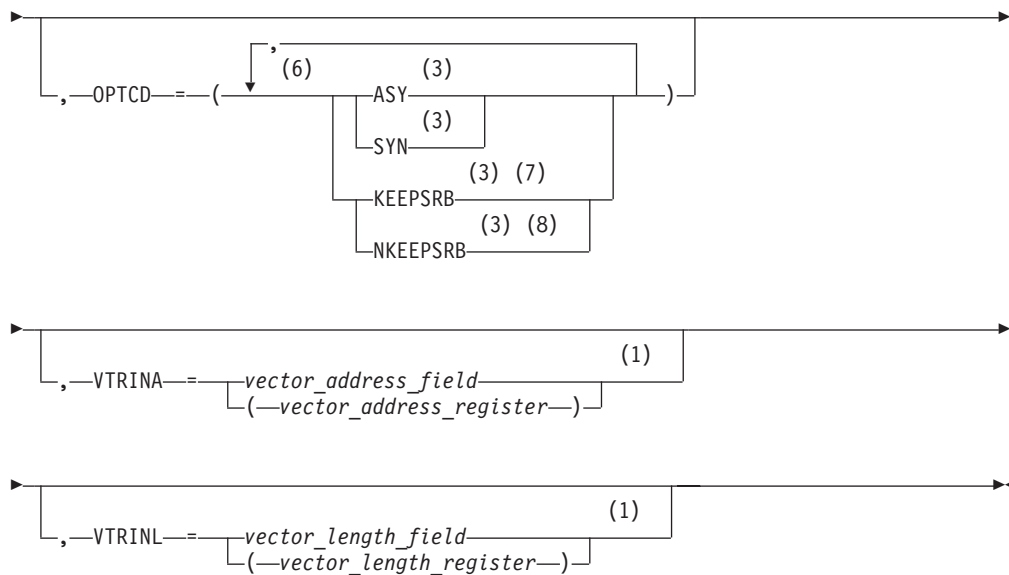 ,
(6) (3)
, OPTCD = ( ASY )
(3)
SYN
(3) (7)
KEEPSRB
(3) (8)
NKEEPSRB
(1)
, VTRINA = vector_address_field
( vector_address_register )
(1)
, VTRINL = vector_length_field
( vector_length_register )